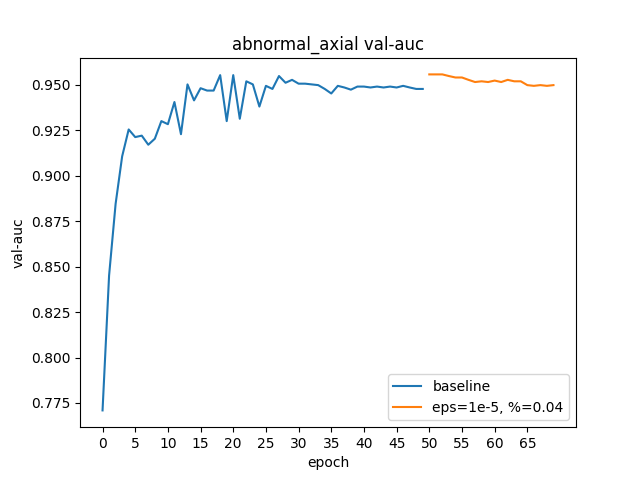 abnormal_axial val-auc
val-auc
0.950
0.925
0.900
0.875
0.850
0.825
0.800
0.775
baseline
eps=1e-5, %=0.04
0 5 10 15 20 25 30 35 40 45 50 55 60 65
epoch